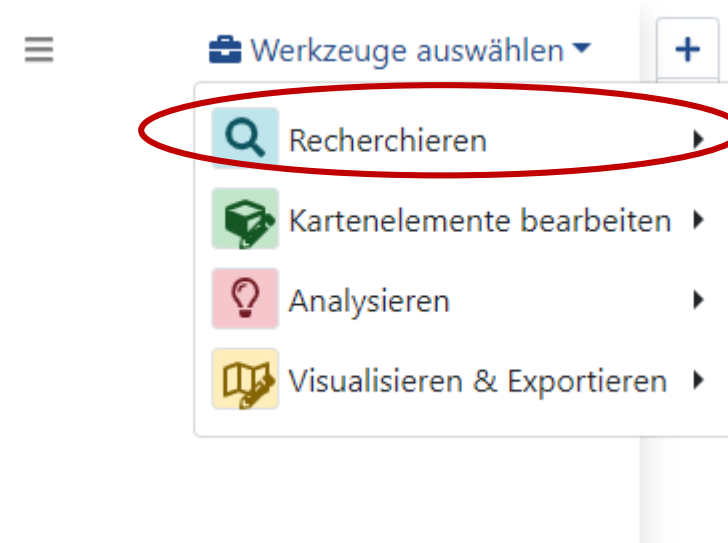 Werkzeuge auswählen
Recherchieren
Kartenelemente bearbeiten
Analysieren
Visualisieren & Exportieren